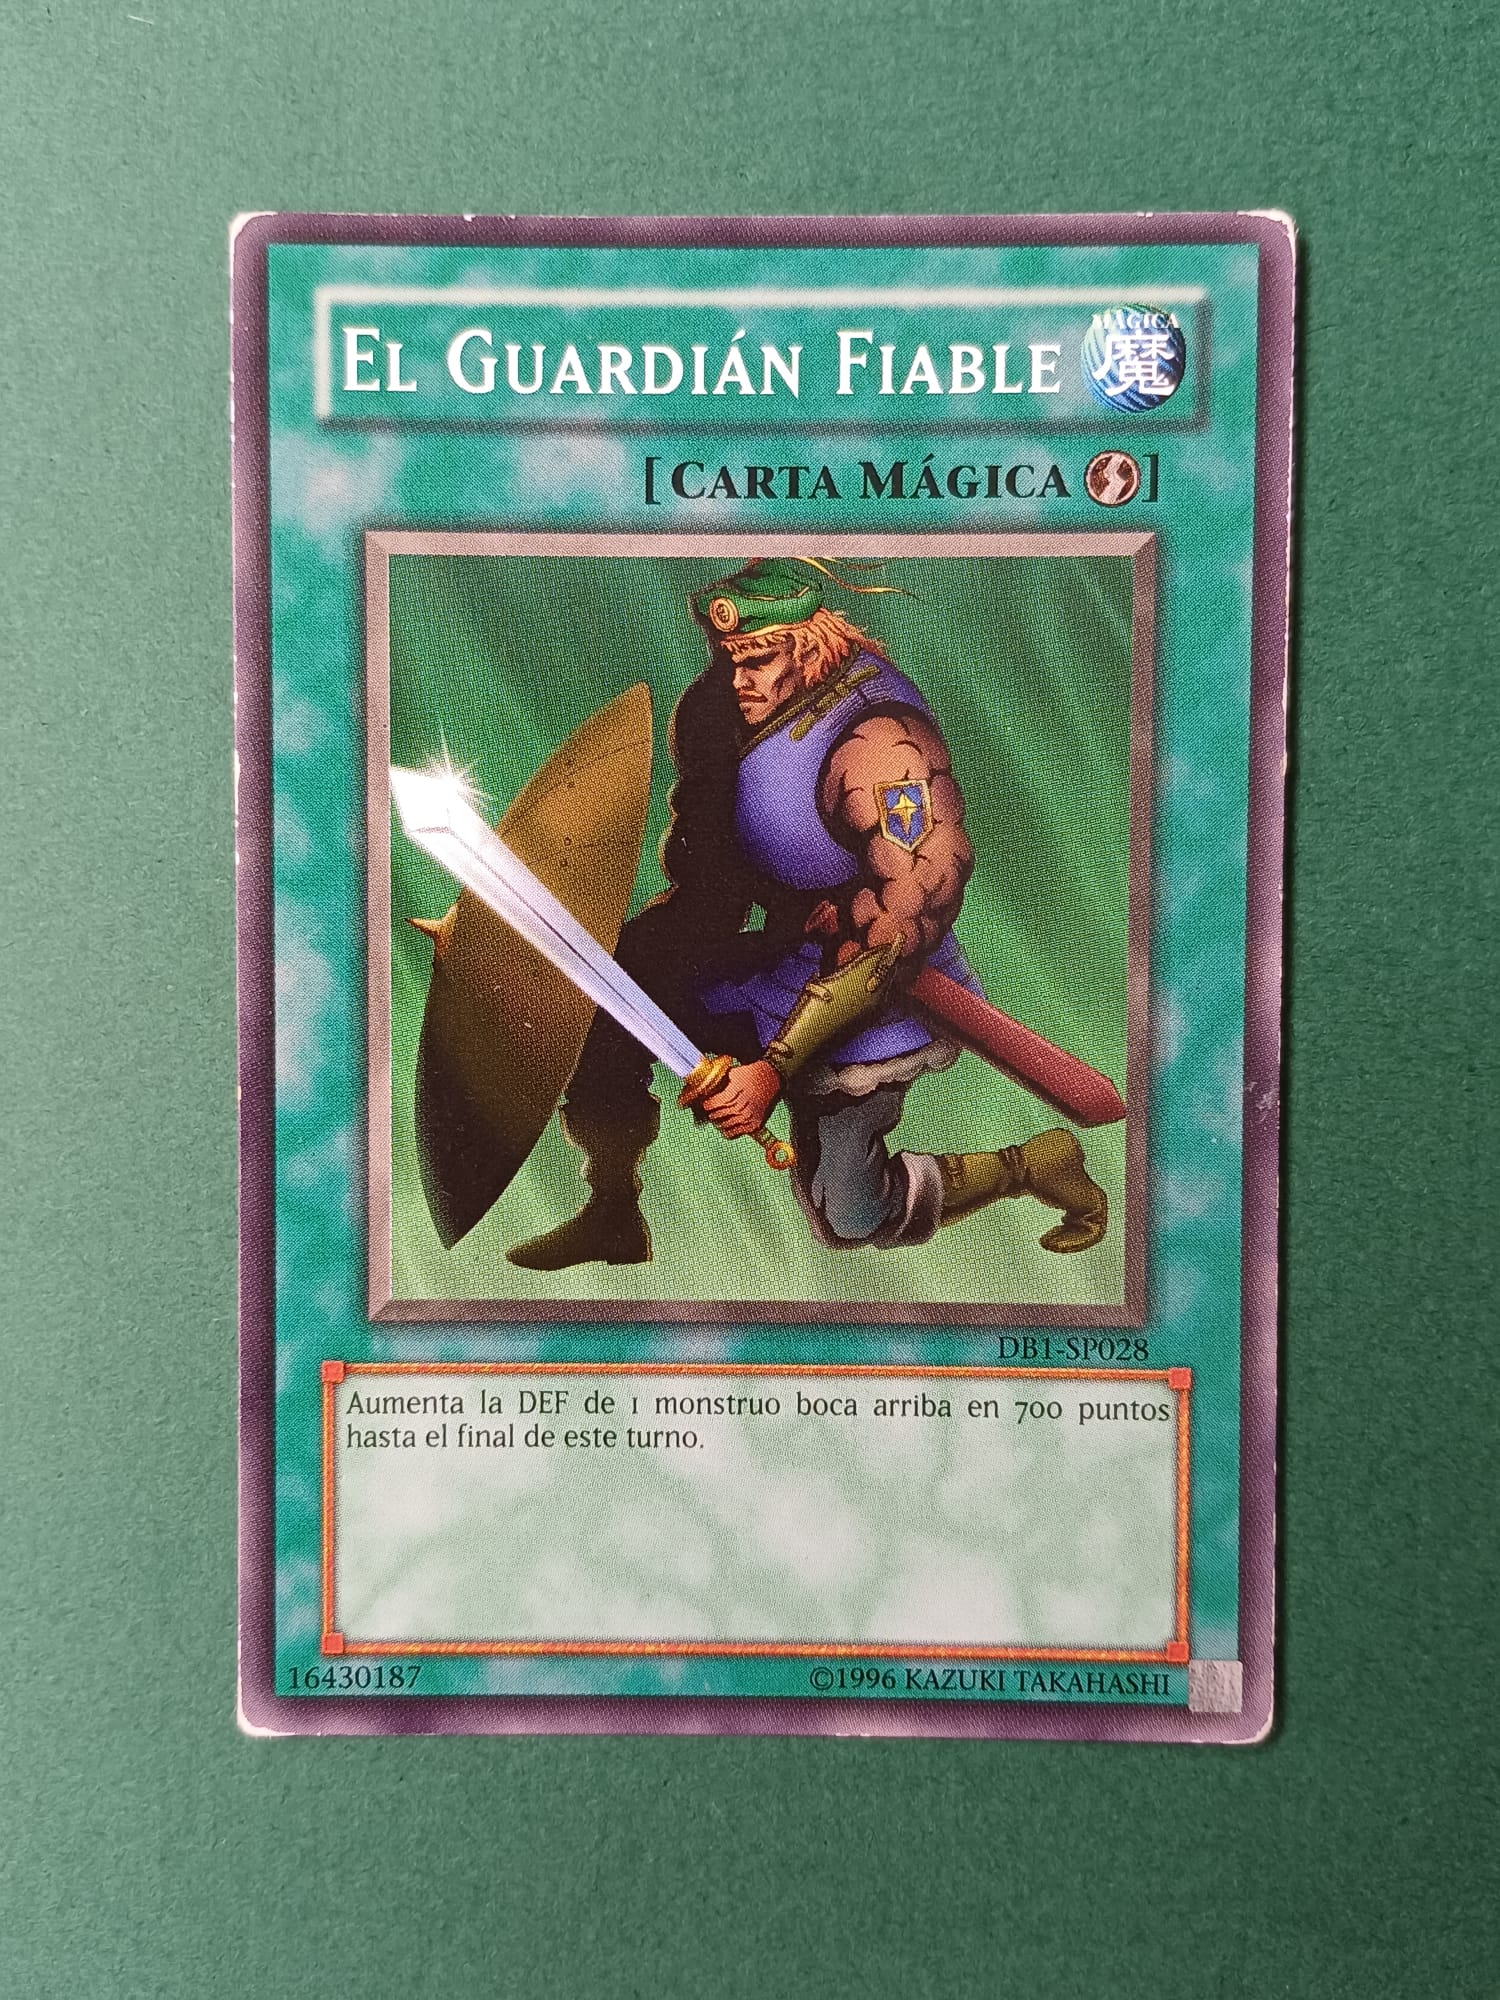 EL GUARDIÁN FIABLE
MÁGICA
魔
[CARTA MÁGICA]
DB1-SP028
Aumenta la DEF de 1 monstruo boca arriba en 700 puntos
hasta el final de este turno.
16430187
©1996 KAZUKI TAKAHASHI